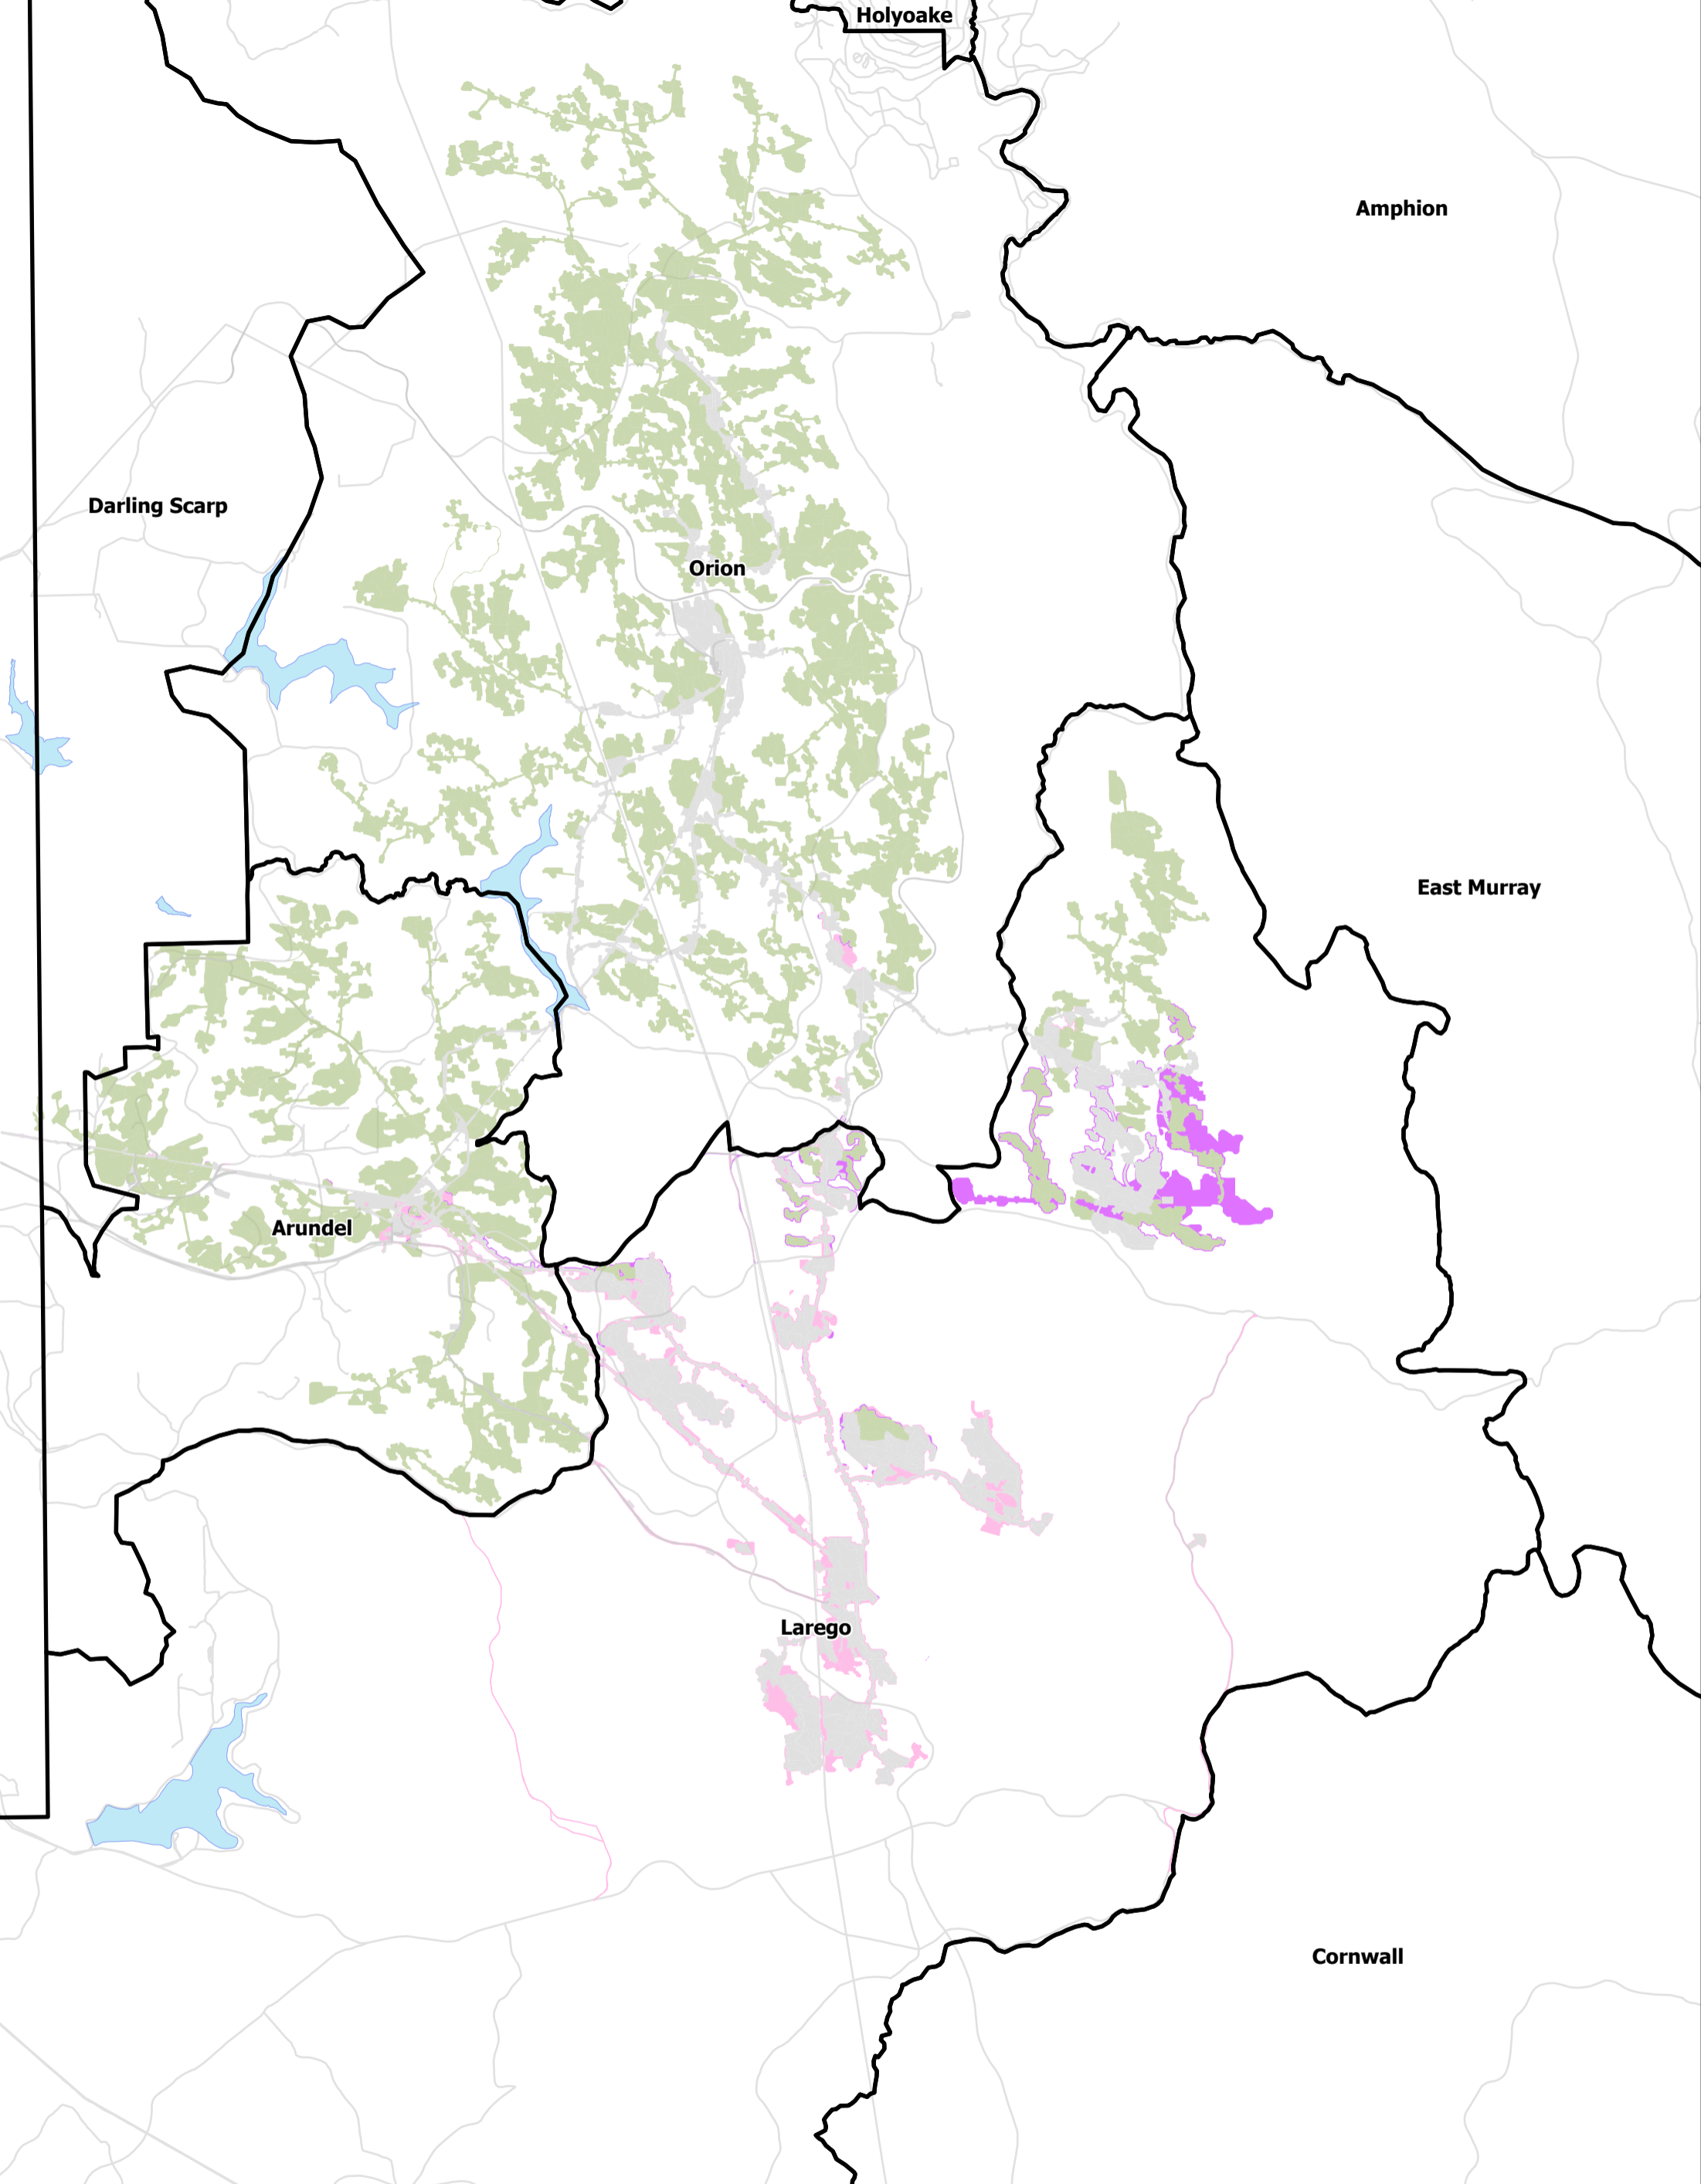 Holyoake
Amphion
Darling Scarp
Orion
East Murray
Arundel
Larego
Cornwall